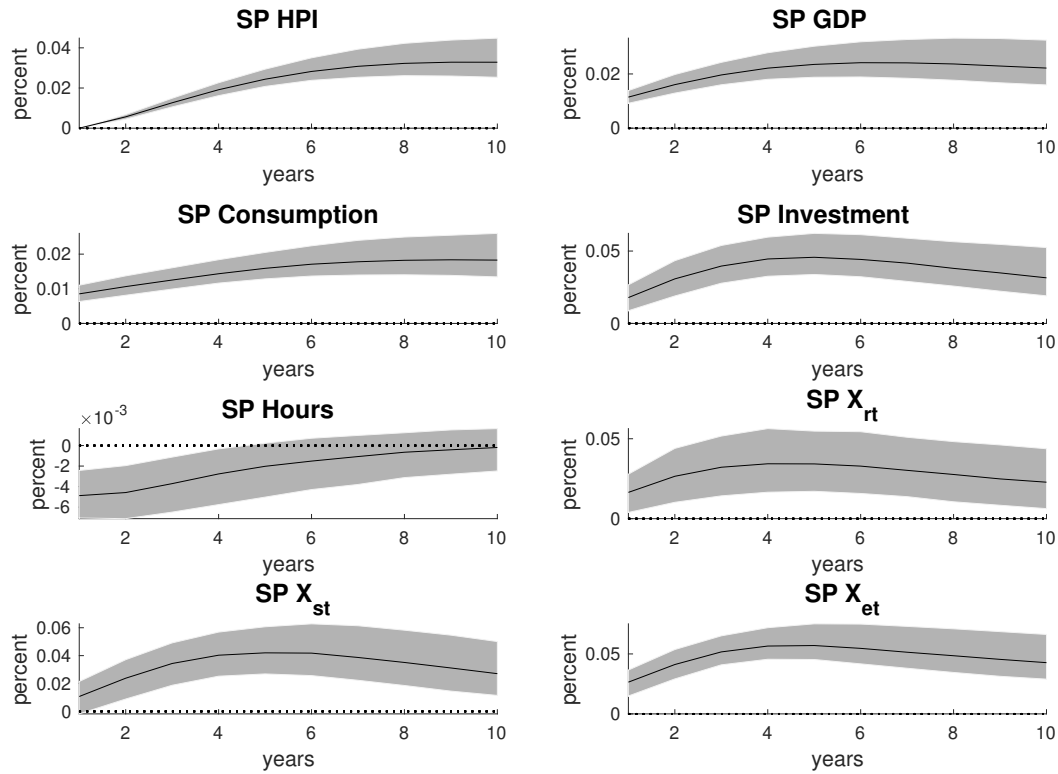 SP HPI
percent
0.04
0.02
0
2 4 6 8 10
years
SP GDP
percent
0.02
0
2 4 6 8 10
years
SP Consumption
percent
0.02
0.01
0
2 4 6 8 10
years
SP Investment
percent
0.05
0
2 4 6 8 10
years
SP Hours
×10⁻³
percent
0
-2
-4
-6
2 4 6 8 10
years
SP X_rt
percent
0.05
0
2 4 6 8 10
years
SP X_st
percent
0.06
0.04
0.02
0
2 4 6 8 10
years
SP X_et
percent
0.05
0
2 4 6 8 10
years